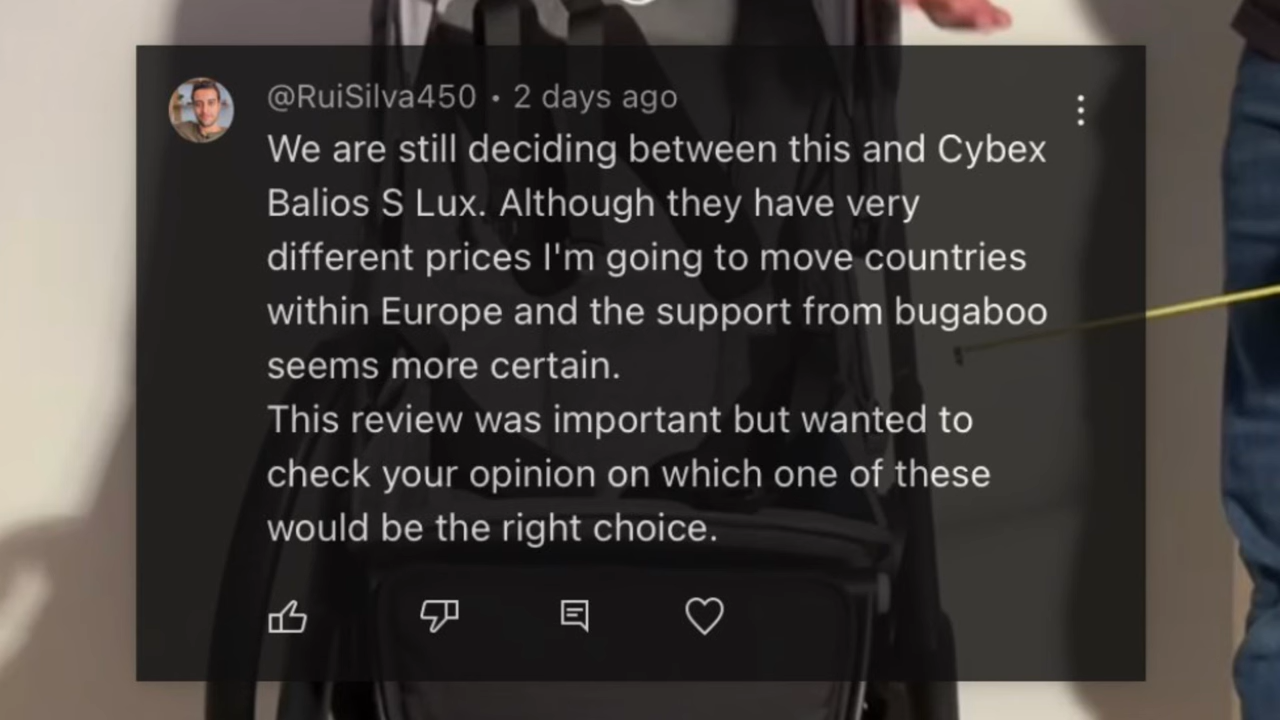 @RuiSilva450 • 2 days ago
We are still deciding between this and Cybex
Balios S Lux. Although they have very
different prices I'm going to move countries
within Europe and the support from bugaboo
seems more certain.
This review was important but wanted to
check your opinion on which one of these
would be the right choice.